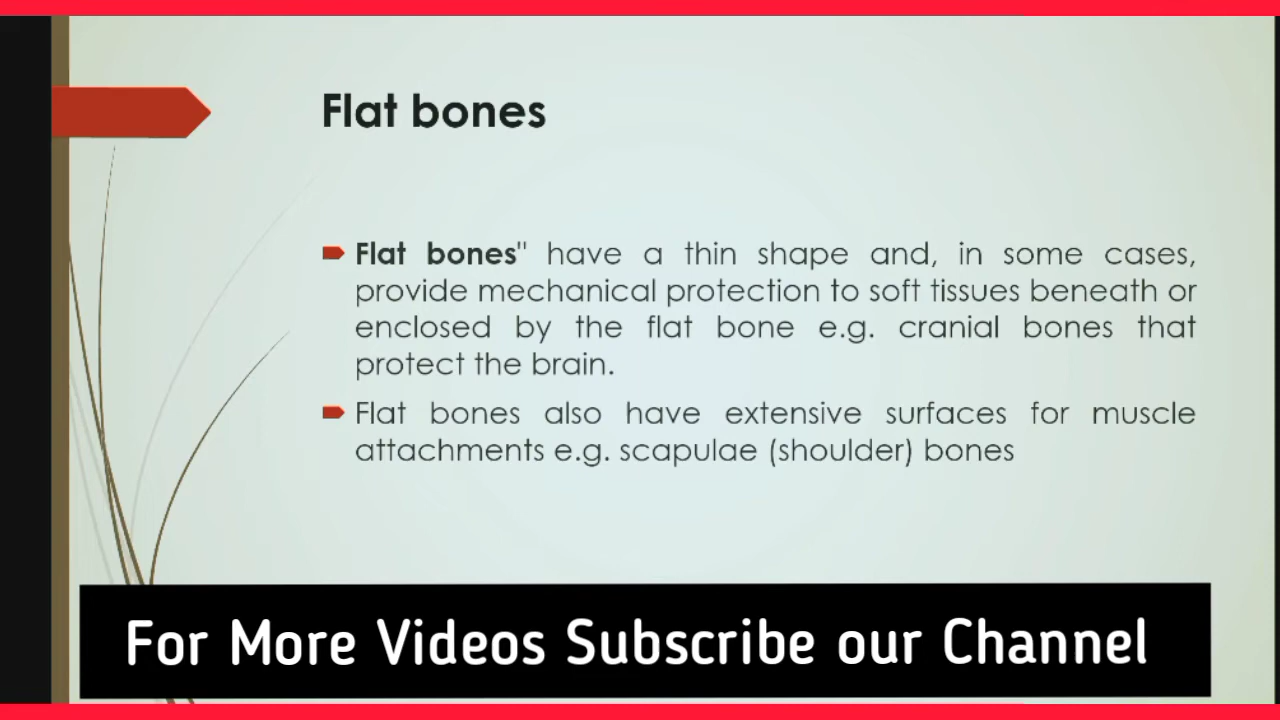 Flat bones
Flat bones" have a thin shape and, in some cases,
provide mechanical protection to soft tissues beneath or
enclosed by the flat bone e.g. cranial bones that
protect the brain.
Flat bones also have extensive surfaces for muscle
attachments e.g. scapulae (shoulder) bones
For More Videos Subscribe our Channel